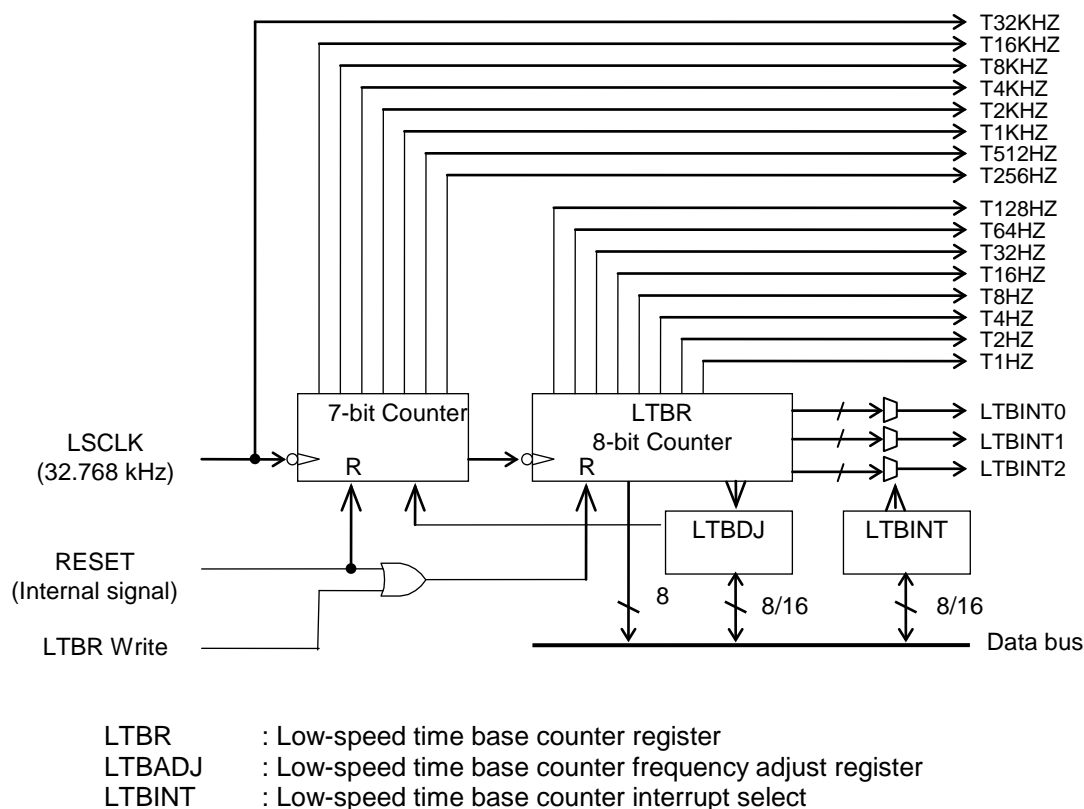 T32KHZ
T16KHZ
T8KHZ
T4KHZ
T2KHZ
T1KHZ
T512HZ
T256HZ
T128HZ
T64HZ
T32HZ
T16HZ
T8HZ
T4HZ
T2HZ
T1HZ
LSCLK
(32.768 kHz)
7-bit Counter
R
LTBR
8-bit Counter
R
LTBINT0
LTBINT1
LTBINT2
LTBDJ
LTBINT
RESET
(Internal signal)
8
8/16
8/16
LTBR Write
Data bus
LTBR : Low-speed time base counter register
LTBADJ : Low-speed time base counter frequency adjust register
LTBINT : Low-speed time base counter interrupt select